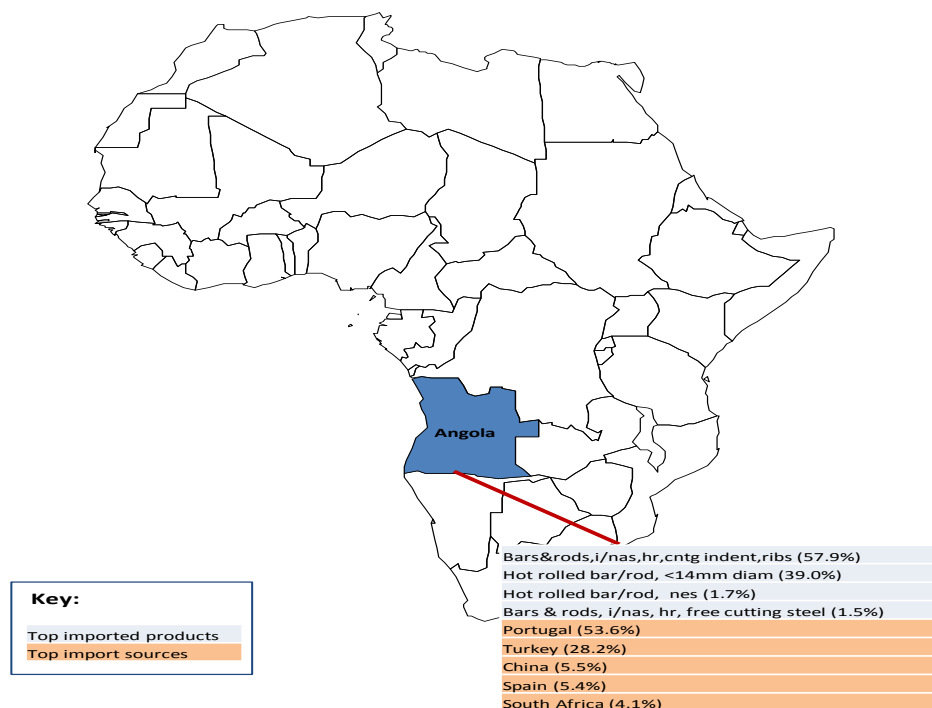 Angola
Bars&rods,i/nas,hr,cntg indent,ribs (57.9%)
Hot rolled bar/rod, <14mm diam (39.0%)
Hot rolled bar/rod,  nes (1.7%)
Bars & rods, i/nas, hr, free cutting steel (1.5%)
Portugal (53.6%)
Turkey (28.2%)
China (5.5%)
Spain (5.4%)
South Africa (4.1%)
Key:
Top imported products
Top import sources